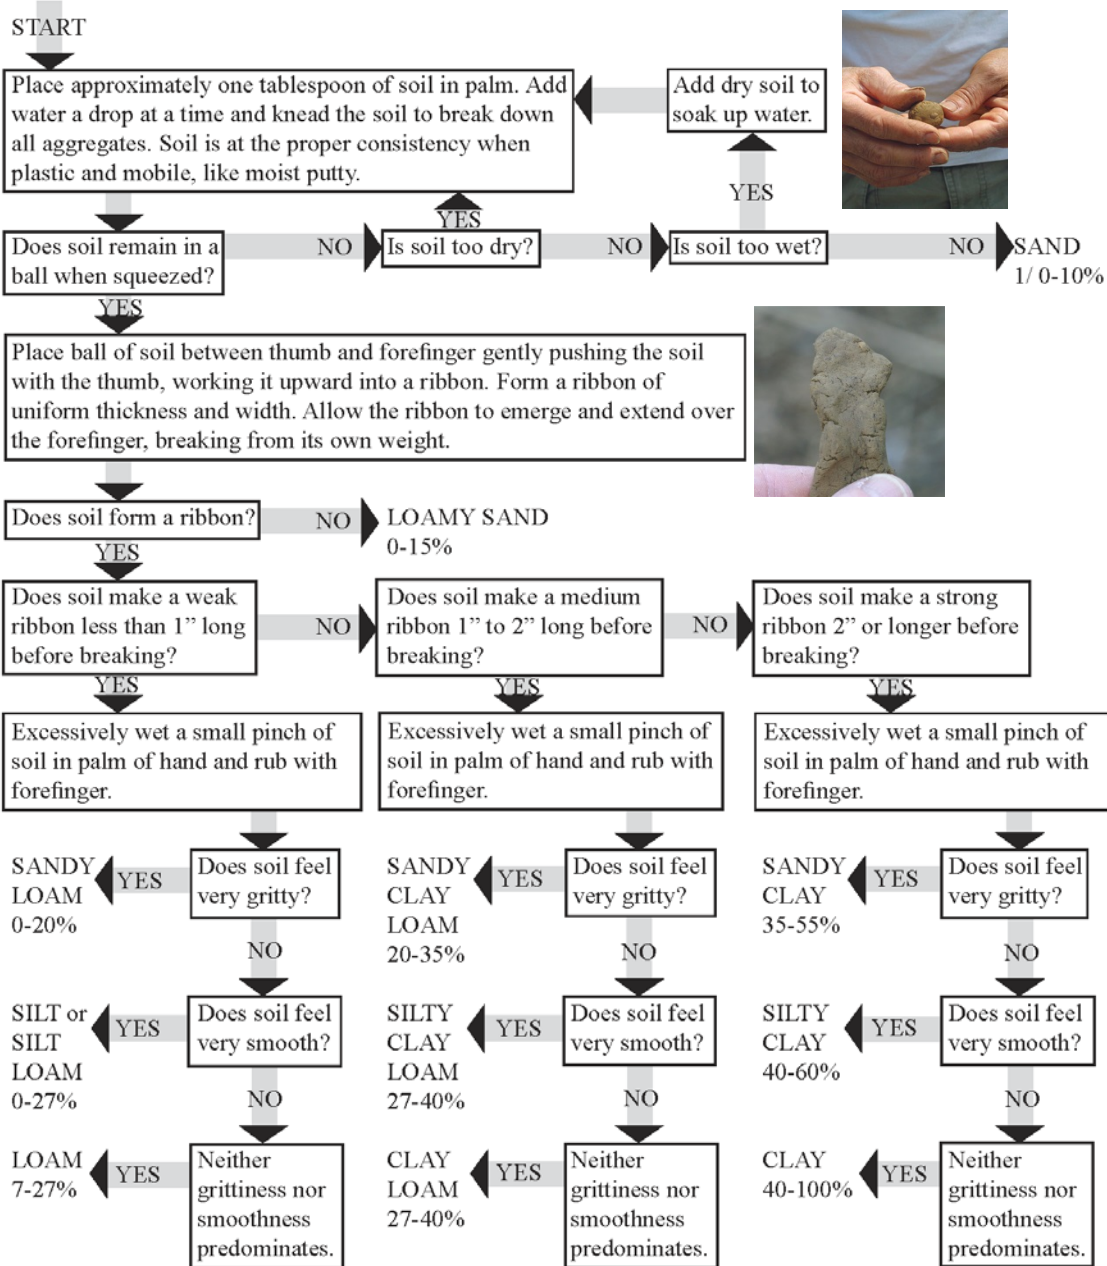 START
Place approximately one tablespoon of soil in palm. Add
water a drop at a time and knead the soil to break down
all aggregates. Soil is at the proper consistency when
plastic and mobile, like moist putty.
Add dry soil to
soak up water.
YES
YES
Does soil remain in a
ball when squeezed?
NO
Is soil too dry?
NO
Is soil too wet?
NO
SAND
1/ 0-10%
YES
Place ball of soil between thumb and forefinger gently pushing the soil
with the thumb, working it upward into a ribbon. Form a ribbon of
uniform thickness and width. Allow the ribbon to emerge and extend over
the forefinger, breaking from its own weight.
Does soil form a ribbon?
NO
LOAMY SAND
0-15%
YES
Does soil make a weak
ribbon less than 1” long
before breaking?
NO
Does soil make a medium
ribbon 1” to 2” long before
breaking?
NO
Does soil make a strong
ribbon 2” or longer before
breaking?
YES
YES
YES
Excessively wet a small pinch of
soil in palm of hand and rub with
forefinger.
Excessively wet a small pinch of
soil in palm of hand and rub with
forefinger.
Excessively wet a small pinch of
soil in palm of hand and rub with
forefinger.
SANDY
LOAM
0-20%
YES
Does soil feel
very gritty?
SANDY
CLAY
LOAM
20-35%
YES
Does soil feel
very gritty?
SANDY
CLAY
35-55%
YES
Does soil feel
very gritty?
NO
NO
NO
SILT or
SILT
LOAM
0-27%
YES
Does soil feel
very smooth?
SILTY
CLAY
LOAM
27-40%
YES
Does soil feel
very smooth?
SILTY
CLAY
40-60%
YES
Does soil feel
very smooth?
NO
NO
NO
LOAM
7-27%
YES
Neither
grittiness nor
smoothness
predominates.
CLAY
LOAM
27-40%
YES
Neither
grittiness nor
smoothness
predominates.
CLAY
40-100%
YES
Neither
grittiness nor
smoothness
predominates.